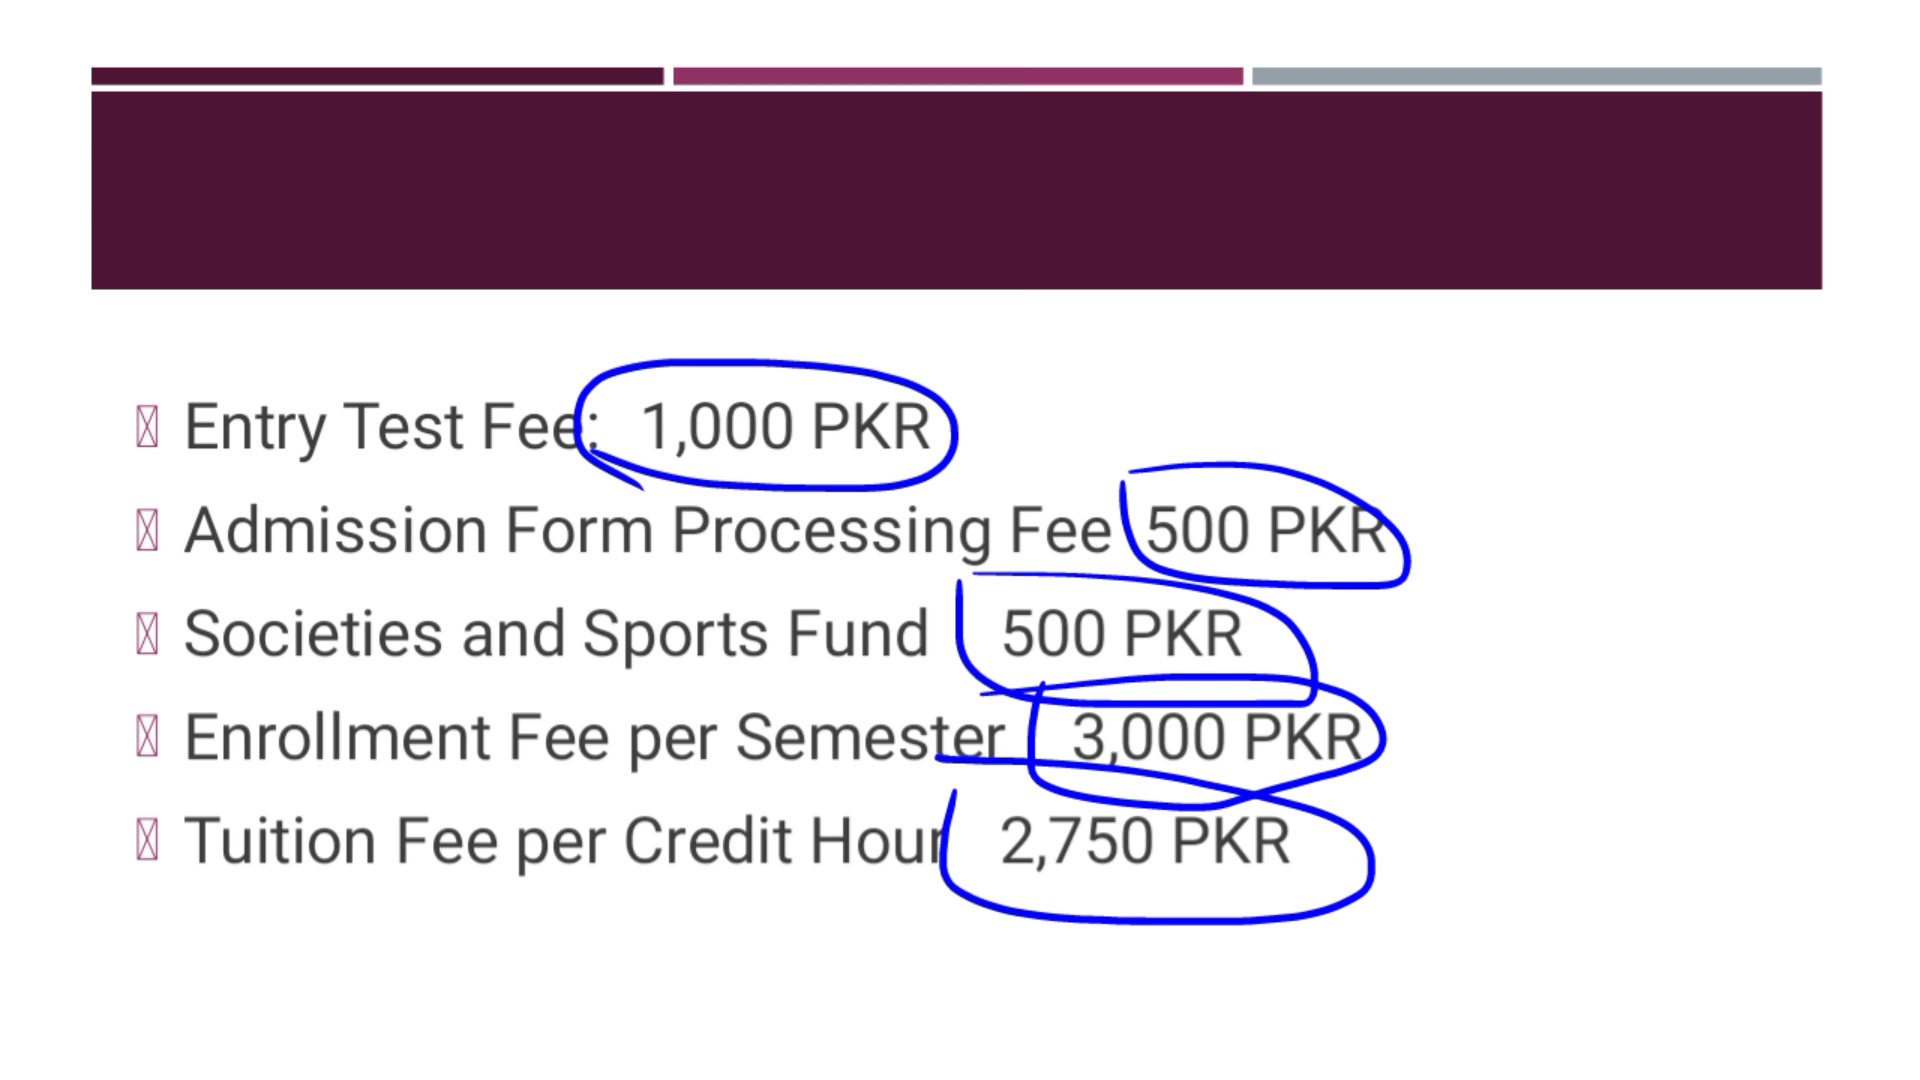 Entry Test Fee: 1,000 PKR
Admission Form Processing Fee 500 PKR
Societies and Sports Fund 500 PKR
Enrollment Fee per Semester 3,000 PKR
Tuition Fee per Credit Hour 2,750 PKR